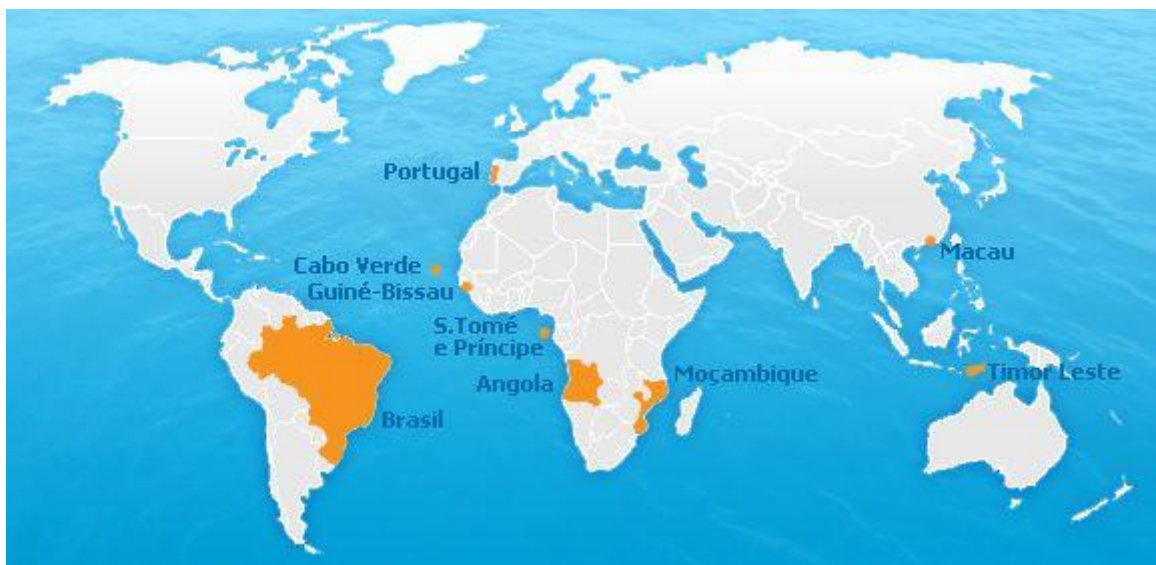 Portugal
Macau
Cabo Verde
Guiné-Bissau
S.Tomé
e Príncipe
Angola
Moçambique
Timor Leste
Brasil